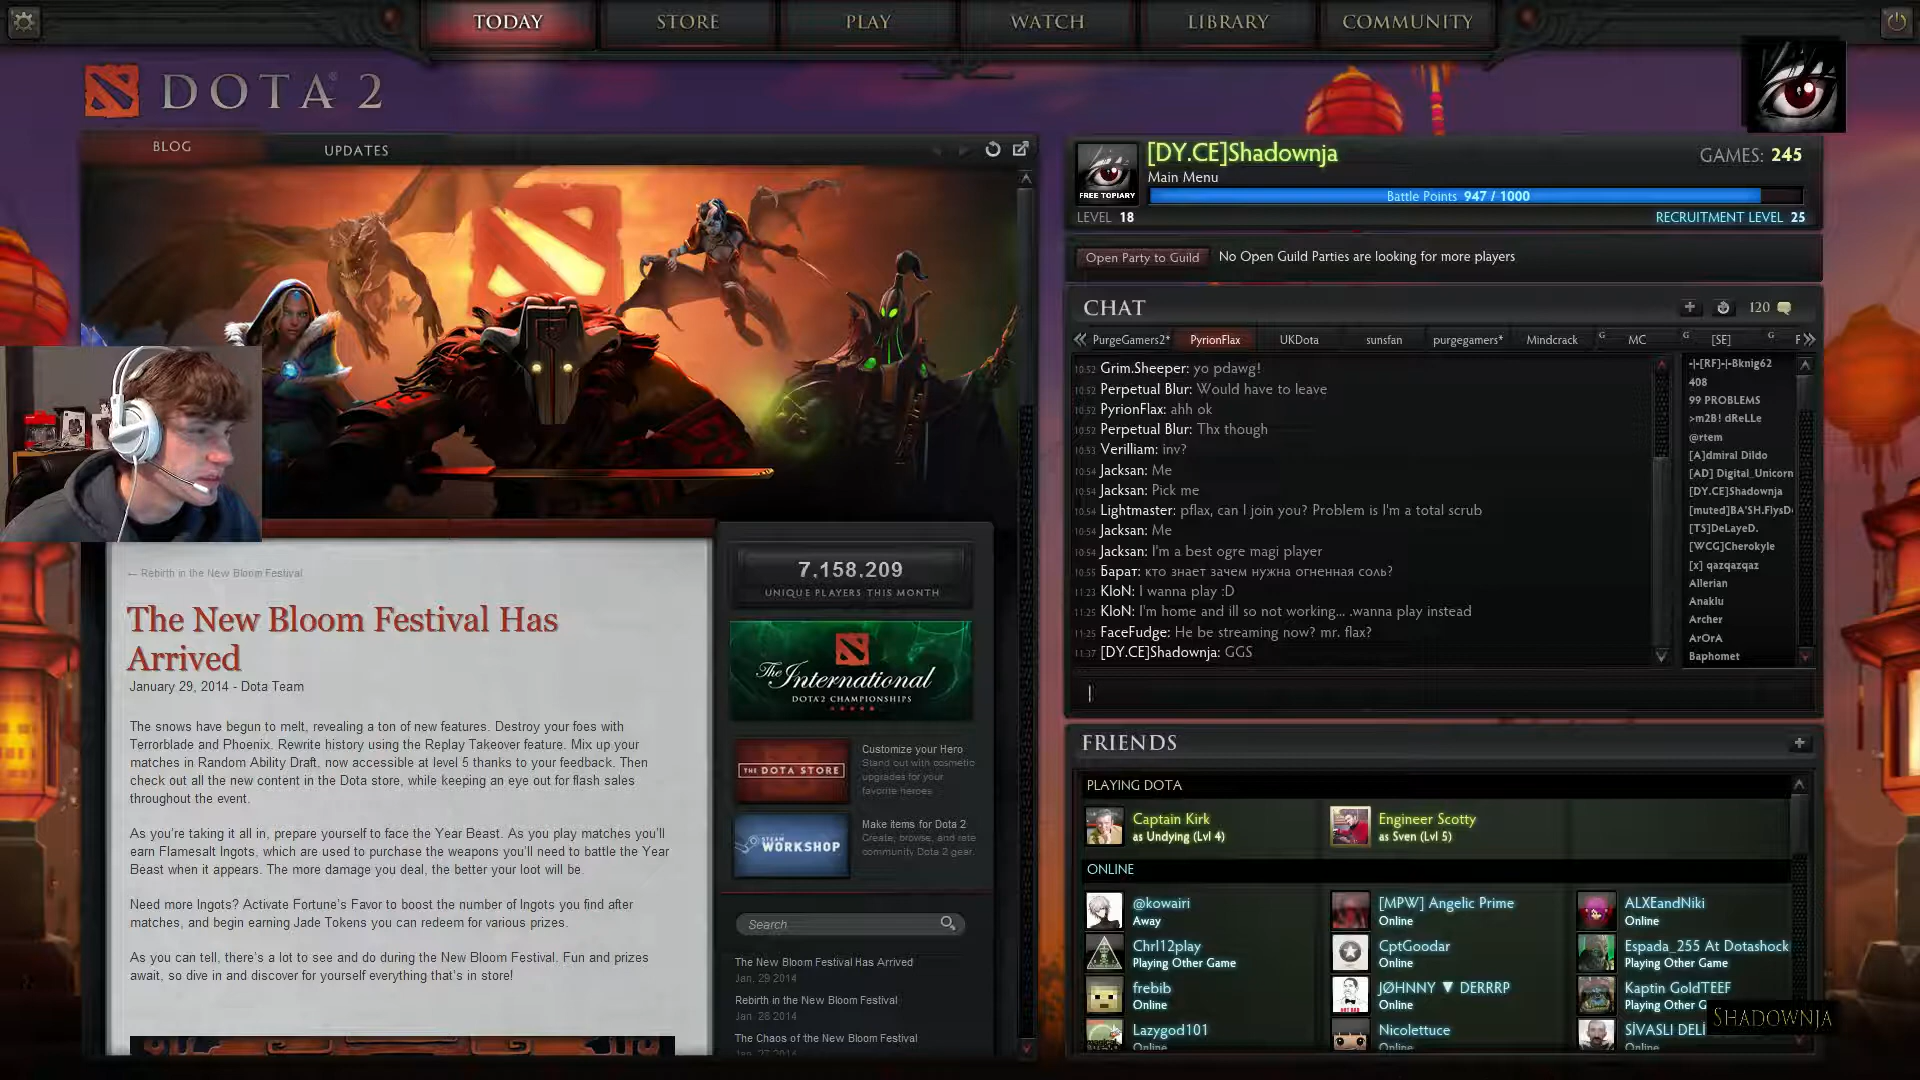 TODAY
STORE
PLAY
WATCH
LIBRARY
COMMUNITY
DOTA 2
BLOG
UPDATES
← Rebirth in the New Bloom Festival
The New Bloom Festival Has
Arrived
January 29, 2014 - Dota Team
The snows have begun to melt, revealing a ton of new features. Destroy your foes with
Terrorblade and Phoenix. Rewrite history using the Replay Takeover feature. Mix up your
matches in Random Ability Draft, now accessible at level 5 thanks to your feedback. Then
check out all the new content in the Dota store, while keeping an eye out for flash sales
throughout the event.
As you're taking it all in, prepare yourself to face the Year Beast. As you play matches you'll
earn Flamesalt Ingots, which are used to purchase the weapons you'll need to battle the Year
Beast when it appears. The more damage you deal, the better your loot will be.
Need more Ingots? Activate Fortune's Favor to boost the number of Ingots you find after
matches, and begin earning Jade Tokens you can redeem for various prizes.
As you can tell, there's a lot to see and do during the New Bloom Festival. Fun and prizes
await, so dive in and discover for yourself everything that's in store!
7,158,209
UNIQUE PLAYERS THIS MONTH
The International
DOTA 2 CHAMPIONSHIPS
THE DOTA STORE
Customize your Hero
Stand out with cosmetic
upgrades for your
favorite heroes.
STEAM
WORKSHOP
Make items for Dota 2
Create, browse, and rate
community Dota 2 gear.
Search
The New Bloom Festival Has Arrived
Jan. 29 2014
Rebirth in the New Bloom Festival
Jan. 28 2014
The Chaos of the New Bloom Festival
Jan. 27 2014
FREE TOPIARY
[DY.CE]Shadownja
GAMES: 245
Main Menu
Battle Points 947 / 1000
LEVEL 18
RECRUITMENT LEVEL 25
Open Party to Guild
No Open Guild Parties are looking for more players
CHAT
120
PurgeGamers2*
PyrionFlax
UKDota
sunsfan
purgegamers*
Mindcrack
G
MC
G
[SE]
G
F
10:52 Grim.Sheeper: yo pdawg!
10:52 Perpetual Blur: Would have to leave
10:52 PyrionFlax: ahh ok
10:52 Perpetual Blur: Thx though
10:53 Verilliam: inv?
10:54 Jacksan: Me
10:54 Jacksan: Pick me
10:54 Lightmaster: pflax, can I join you? Problem is I'm a total scrub
10:54 Jacksan: Me
10:54 Jacksan: I'm a best ogre magi player
10:55 Барат: кто знает зачем нужна огненная соль?
11:23 KloN: I wanna play :D
11:25 KloN: I'm home and ill so not working... .wanna play instead
11:25 FaceFudge: He be streaming now? mr. flax?
11:37 [DY.CE]Shadownja: GGS
-|-[RF]-|-Bknig62
408
99 PROBLEMS
>m2B! dReLLe
@rtem
[A]dmiral Dildo
[AD] Digital_Unicorn
[DY.CE]Shadownja
[muted]BA'SH.FlysD
[TS]DeLayeD.
[WCG]Cherokyle
[x] qazqazqaz
Allerian
Anaklu
Archer
ArOrA
Baphomet
FRIENDS
PLAYING DOTA
Captain Kirk
as Undying (Lvl 4)
Engineer Scotty
as Sven (Lvl 5)
ONLINE
@kowairi
Away
[MPW] Angelic Prime
Online
ALXEandNiki
Online
Chrl12play
Playing Other Game
CptGoodar
Online
Espada_255 At Dotashock
Playing Other Game
frebib
Online
JØHNNY ▼ DERRRP
Online
Kaptin GoldTEEF
Playing Other G
Lazygod101
Online
Nicolettuce
Online
SİVASLI DELİ
Online
SHADOWNJA